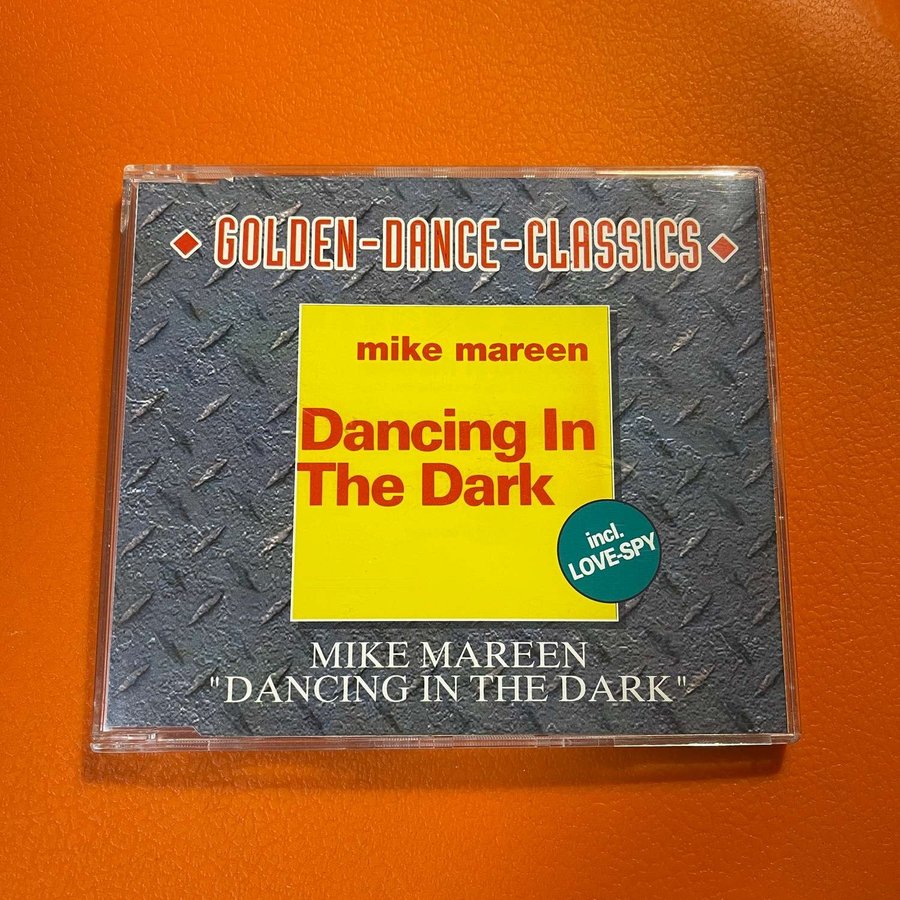 GOLDEN-DANCE-CLASSICS
mike mareen
Dancing In
The Dark
incl.
LOVE-SPY
MIKE MAREEN
"DANCING IN THE DARK"